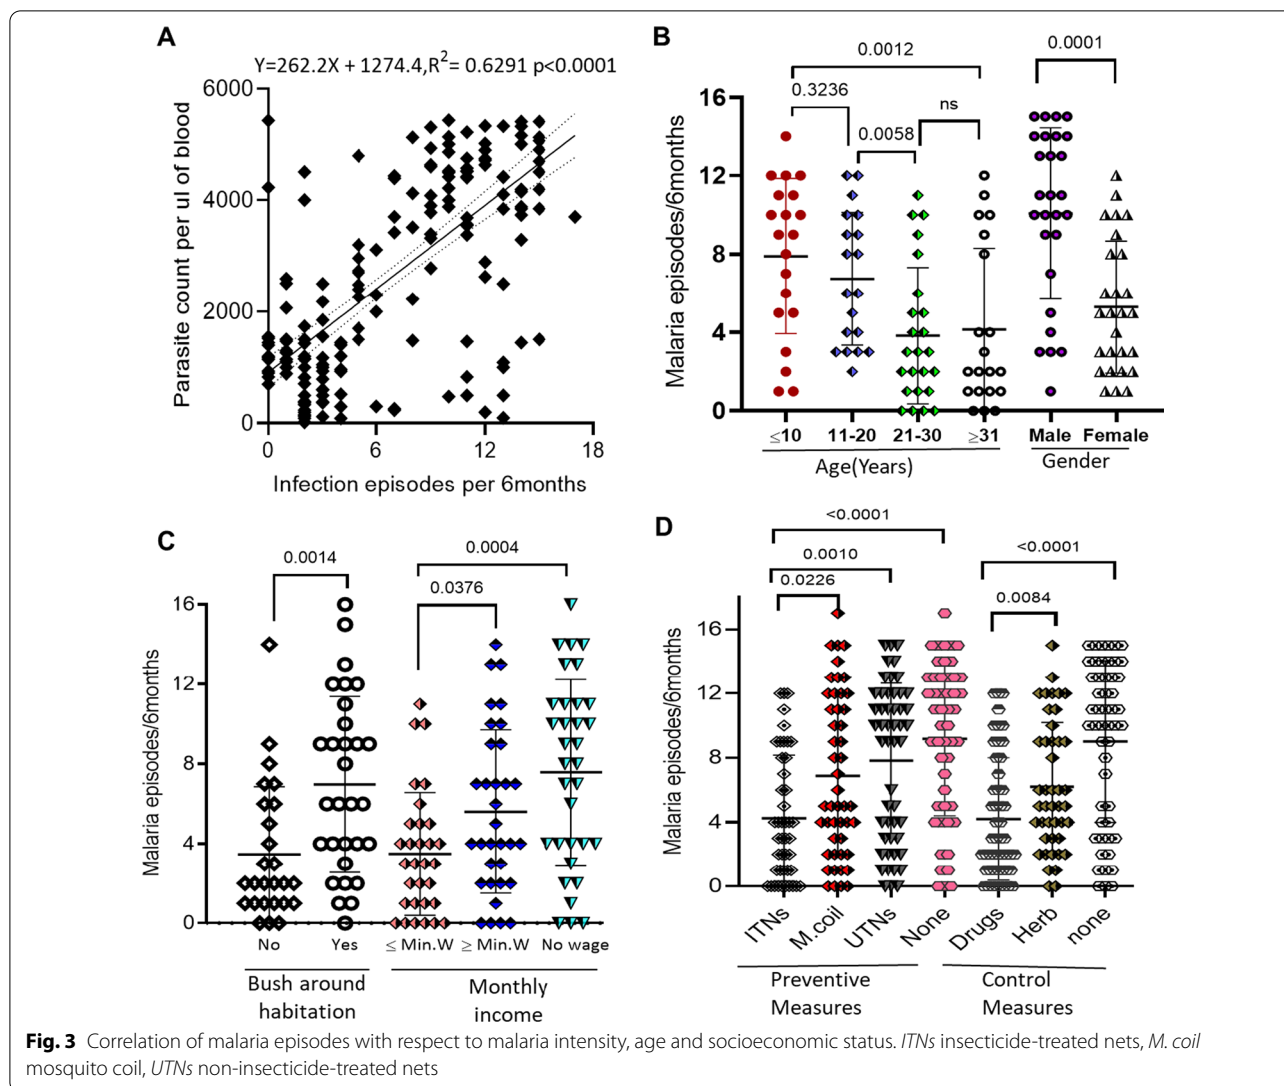 A
Y=262.2X + 1274.4,R2= 0.6291 p<0.0001
Parasite count per ul of blood
6000
4000
2000
0
0 6 12 18
Infection episodes per 6months
B
0.0012
0.0001
0.3236
ns
0.0058
Malaria episodes/6months
16
12
8
4
0
≤10 11-20 21-30 ≥31 Male Female
Age(Years)
Gender
C
0.0014
0.0004
0.0376
Malaria episodes/6months
16
12
8
4
0
No Yes ≤ Min.W ≥ Min.W No wage
Bush around
habitation
Monthly
income
D
<0.0001
0.0010
<0.0001
0.0226
0.0084
Malaria episodes/6months
16
12
8
4
0
ITNs M.coil UTNs None Drugs Herb none
Preventive
Measures
Control
Measures
Fig. 3 Correlation of malaria episodes with respect to malaria intensity, age and socioeconomic status. ITNs insecticide-treated nets, M. coil
mosquito coil, UTNs non-insecticide-treated nets